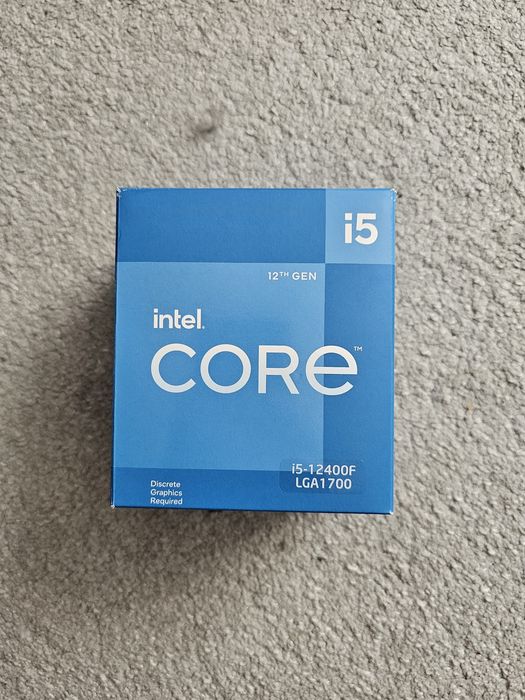 i5
12TH GEN
intel.
CORE™
i5-12400F
LGA1700
Discrete
Graphics
Required